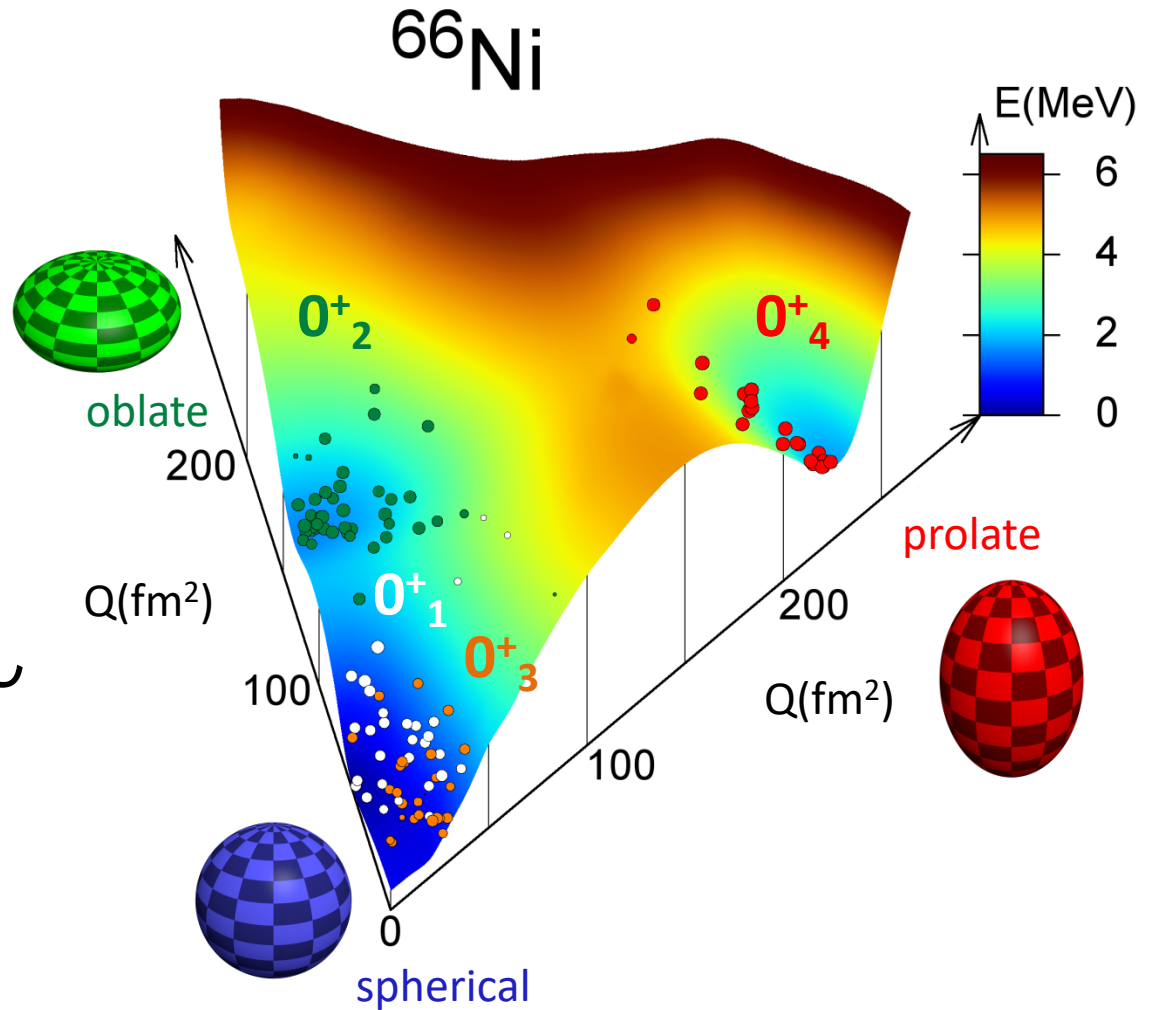 ⁶⁶Ni
E(MeV)
6
4
2
0
0⁺₂
0⁺₄
oblate
200
prolate
Q(fm²)
0⁺₁
200
0⁺₃
100
Q(fm²)
100
0
spherical